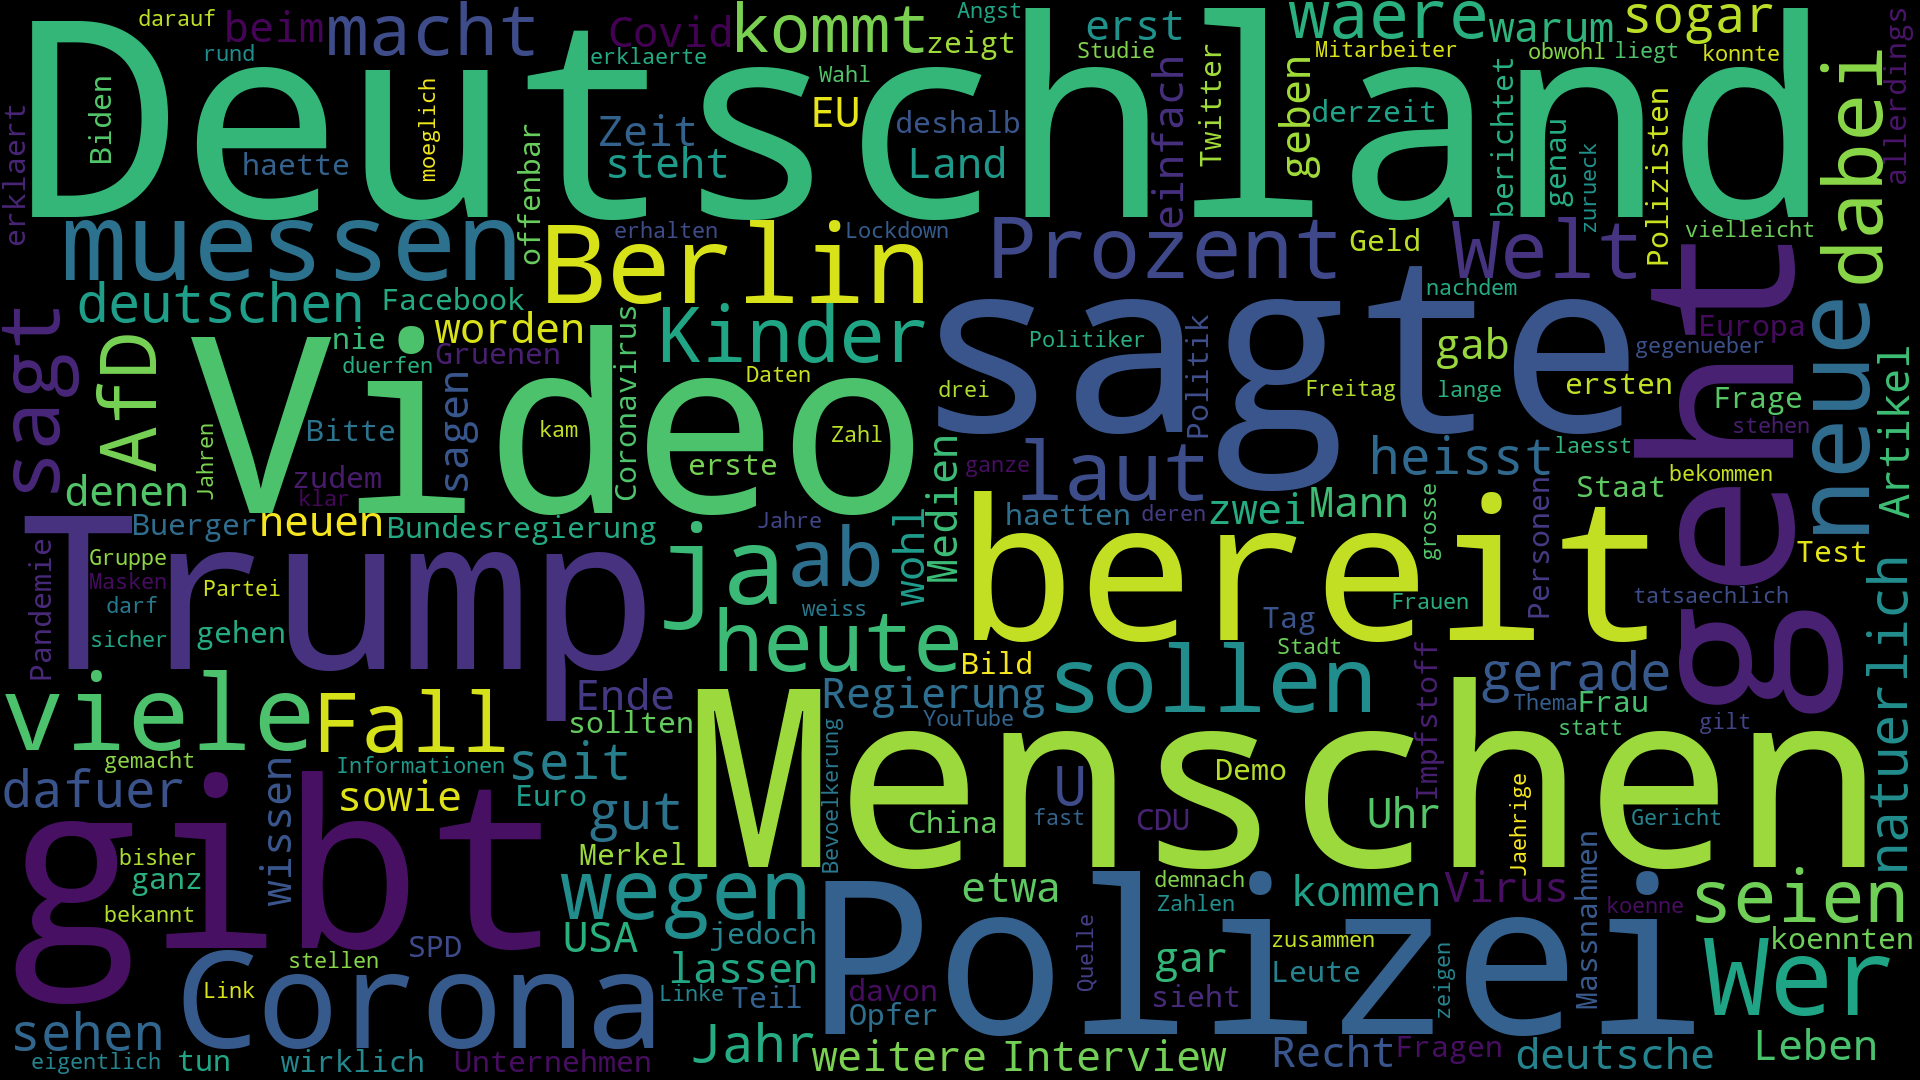 darauf
beim
macht
Covid
kommt
Angst
erst
waere
warum
sogar
allerdings
rund
erklaerte
zeigt
Studie
Mitarbeiter
obwohl
liegt
konnte
Deutschland
Biden
moeglich
Wahl
EU
deshalb
Twitter
einfach
geben
derzeit
berichtet
genau
zurueck
Polizisten
dabei
erklaert
haette
offenbar
Zeit
steht
Land
muessen
Berlin
erhalten
Lockdown
Prozent
Geld
Welt
vielleicht
deutschen
Facebook
nie
worden
Kinder
sagte
nachdem
geht
Europa
neue
sagt
AfD
duerfen
Gruenen
Coronavirus
Politiker
Politik
gab
gegenueber
Video
Daten
drei
Freitag
lange
ersten
Frage
Artikel
Bitte
sagen
kam
Zahl
stehen
denen
Jahren
zudem
klar
erste
Medien
ganze
laut
heisst
laesst
Staat
bekommen
Trump
Buerger
neuen
Bundesregierung
Jahre
ja
ab
wohl
haetten
deren
zwei
Mann
grosse
Personen
Test
Pandemie
Gruppe
Masken
Partei
darf
sicher
gehen
weiss
bereit
Frauen
tatsaechlich
natuerlich
heute
Bild
Tag
Stadt
viele
Fall
Ende
sollten
Regierung
YouTube
sollen
Impfstoff
gerade
Thema
Frau
statt
gilt
gemacht
Informationen
seit
Menschen
dafuer
wissen
sowie
Euro
gut
Bevoelkerung
U
Demo
China
fast
CDU
Uhr
Jaehrige
Gericht
gibt
bisher
ganz
bekannt
Merkel
wegen
etwa
demnach
Zahlen
kommen
Virus
Massnahmen
koenne
seien
USA
jedoch
Polizei
SPD
stellen
Corona
Link
lassen
Linke
Teil
davon
Opfer
Quelle
gar
sieht
zusammen
Leute
zeigen
Wer
koennten
sehen
eigentlich
tun
wirklich
Unternehmen
Jahr
weitere
Interview
Recht
Fragen
deutsche
Leben